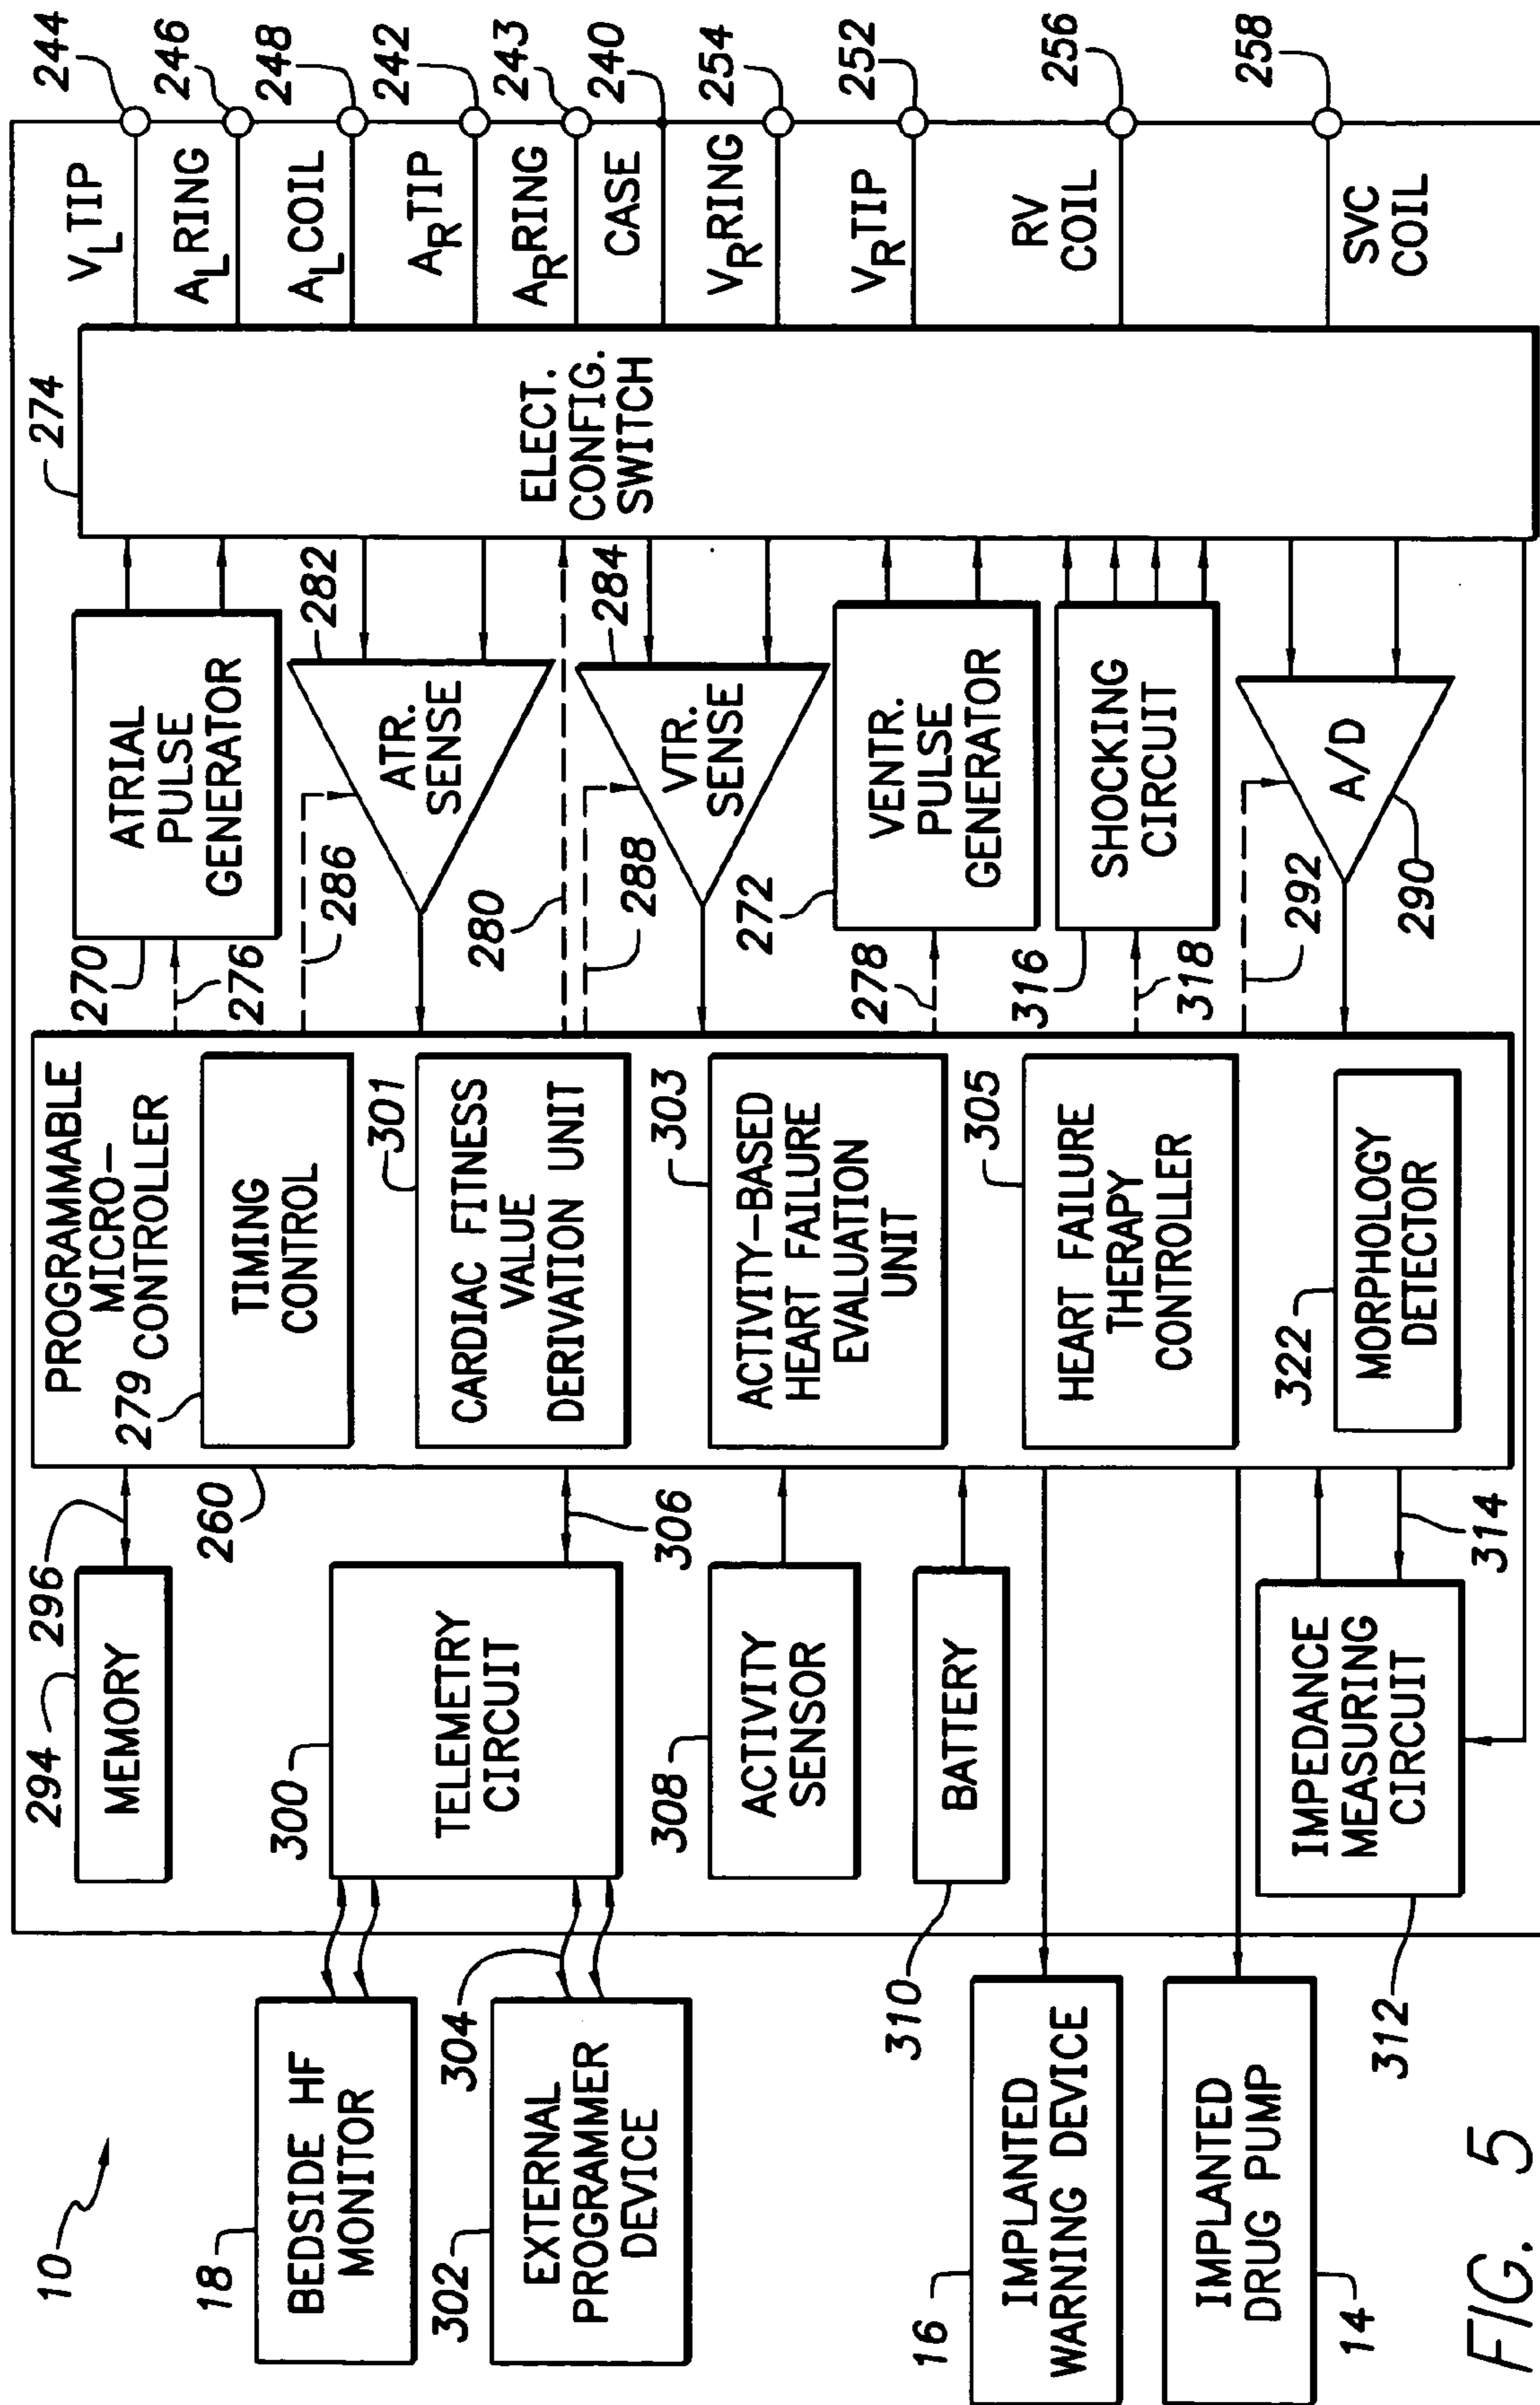 10
18
BEDSIDE HF
MONITOR
302
EXTERNAL
PROGRAMMER
DEVICE
304
16
IMPLANTED
WARNING DEVICE
IMPLANTED
DRUG PUMP
14
294
296
MEMORY
260
300
TELEMETRY
CIRCUIT
306
308
ACTIVITY
SENSOR
BATTERY
310
IMPEDANCE
MEASURING
CIRCUIT
312
314
PROGRAMMABLE
MICRO-
CONTROLLER
279
TIMING
CONTROL
301
CARDIAC FITNESS
VALUE
DERIVATION UNIT
303
ACTIVITY-BASED
HEART FAILURE
EVALUATION
UNIT
305
HEART FAILURE
THERAPY
CONTROLLER
322
MORPHOLOGY
DETECTOR
270
276
ATRIAL
PULSE
GENERATOR
286
282
ATR.
SENSE
280
288
284
VTR.
SENSE
272
278
VENTR.
PULSE
GENERATOR
316
318
SHOCKING
CIRCUIT
292
A/D
290
274
ELECT.
CONFIG.
SWITCH
VLTIP
244
ALRING
246
ALCOIL
248
ARTIP
242
ARRING
243
CASE
240
VRRING
254
VRTIP
252
RV
COIL
256
SVC
COIL
258
FIG. 5